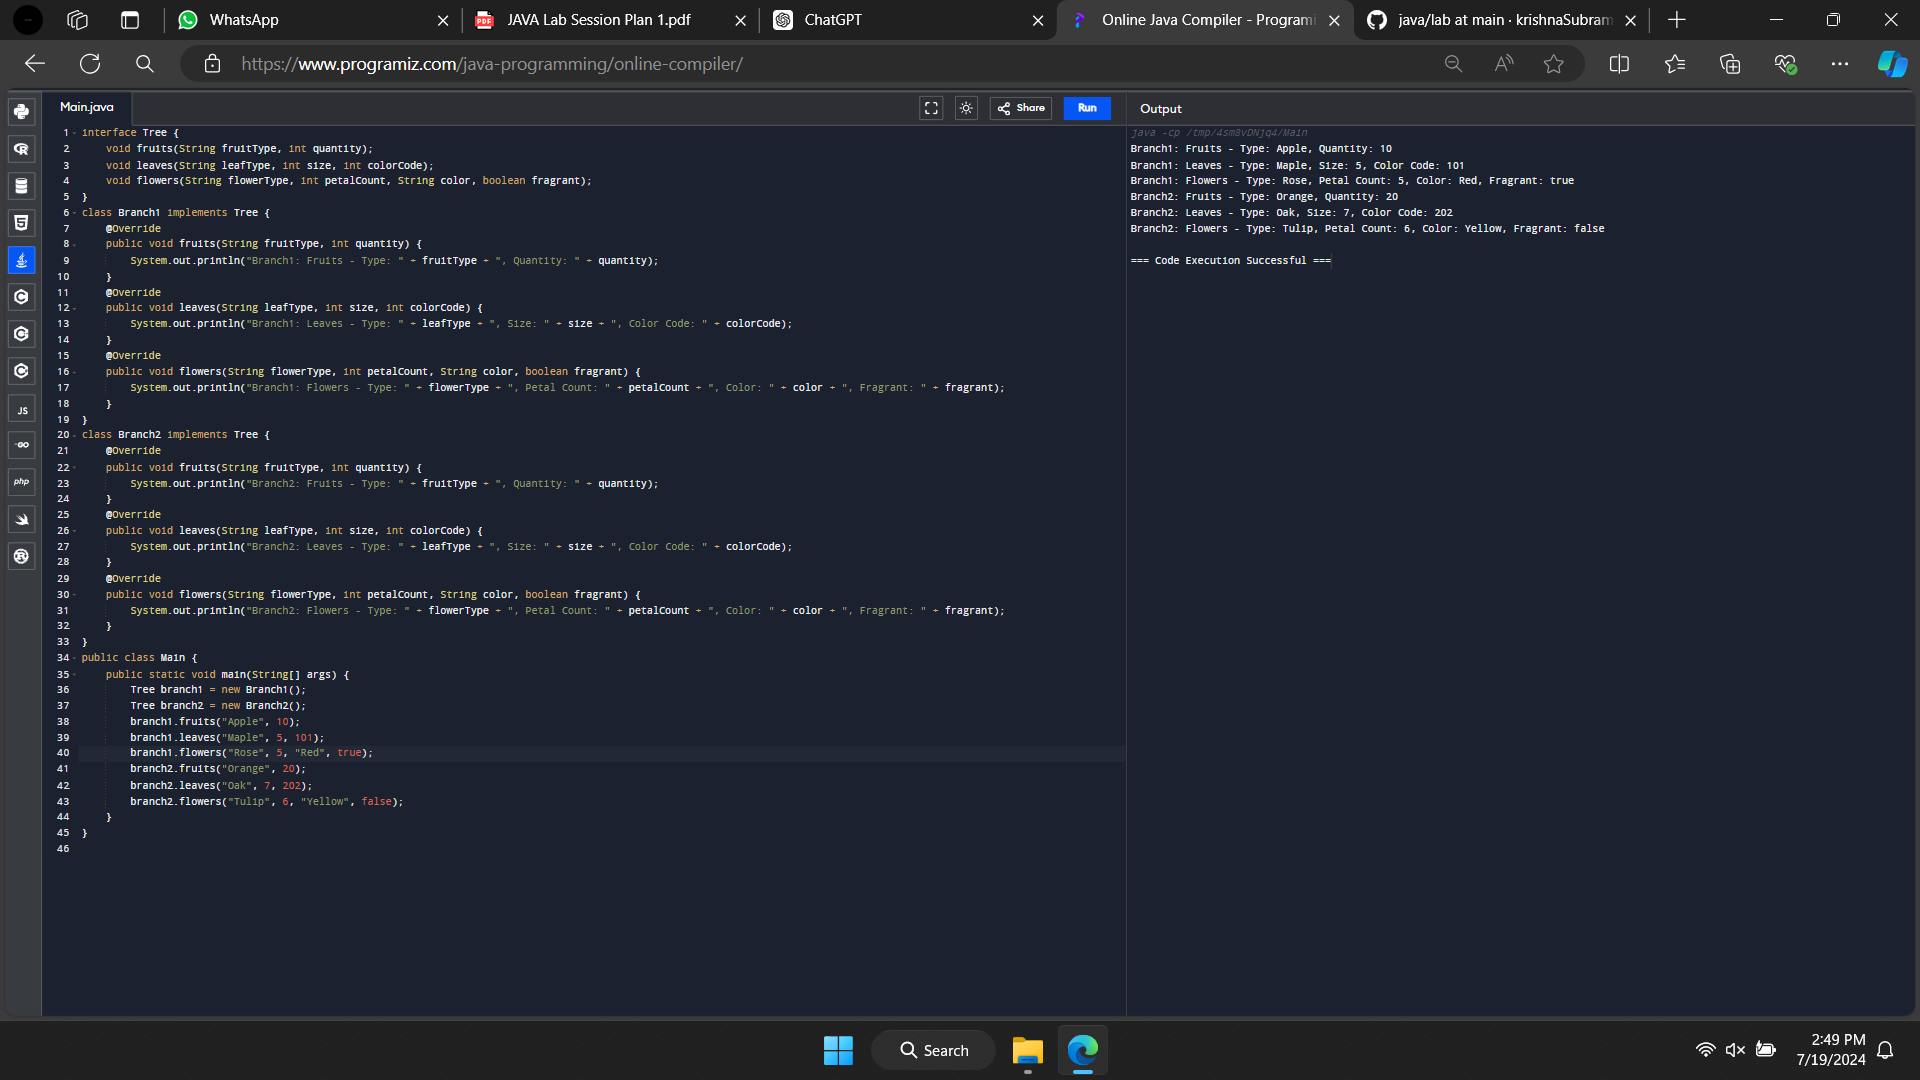 WhatsApp
JAVA Lab Session Plan 1.pdf
ChatGPT
Online Java Compiler - Programi
java/lab at main · krishnaSubram
https://www.programiz.com/java-programming/online-compiler/
Main.java
Share
Run
Output
1 interface Tree {
2 void fruits(String fruitType, int quantity);
3 void leaves(String leafType, int size, int colorCode);
4 void flowers(String flowerType, int petalCount, String color, boolean fragrant);
5 }
6 class Branch1 implements Tree {
7 @Override
8 public void fruits(String fruitType, int quantity) {
9 System.out.println("Branch1: Fruits - Type: " + fruitType + ", Quantity: " + quantity);
10 }
11 @Override
12 public void leaves(String leafType, int size, int colorCode) {
13 System.out.println("Branch1: Leaves - Type: " + leafType + ", Size: " + size + ", Color Code: " + colorCode);
14 }
15 @Override
16 public void flowers(String flowerType, int petalCount, String color, boolean fragrant) {
17 System.out.println("Branch1: Flowers - Type: " + flowerType + ", Petal Count: " + petalCount + ", Color: " + color + ", Fragrant: " + fragrant);
18 }
19 }
20 class Branch2 implements Tree {
21 @Override
22 public void fruits(String fruitType, int quantity) {
23 System.out.println("Branch2: Fruits - Type: " + fruitType + ", Quantity: " + quantity);
24 }
25 @Override
26 public void leaves(String leafType, int size, int colorCode) {
27 System.out.println("Branch2: Leaves - Type: " + leafType + ", Size: " + size + ", Color Code: " + colorCode);
28 }
29 @Override
30 public void flowers(String flowerType, int petalCount, String color, boolean fragrant) {
31 System.out.println("Branch2: Flowers - Type: " + flowerType + ", Petal Count: " + petalCount + ", Color: " + color + ", Fragrant: " + fragrant);
32 }
33 }
34 public class Main {
35 public static void main(String[] args) {
36 Tree branch1 = new Branch1();
37 Tree branch2 = new Branch2();
38 branch1.fruits("Apple", 10);
39 branch1.leaves("Maple", 5, 101);
40 branch1.flowers("Rose", 5, "Red", true);
41 branch2.fruits("Orange", 20);
42 branch2.leaves("Oak", 7, 202);
43 branch2.flowers("Tulip", 6, "Yellow", false);
44 }
45 }
46
java -cp /tmp/4sm8vDNjq4/Main
Branch1: Fruits - Type: Apple, Quantity: 10
Branch1: Leaves - Type: Maple, Size: 5, Color Code: 101
Branch1: Flowers - Type: Rose, Petal Count: 5, Color: Red, Fragrant: true
Branch2: Fruits - Type: Orange, Quantity: 20
Branch2: Leaves - Type: Oak, Size: 7, Color Code: 202
Branch2: Flowers - Type: Tulip, Petal Count: 6, Color: Yellow, Fragrant: false
=== Code Execution Successful ===
JS
GO
php
Search
2:49 PM
7/19/2024